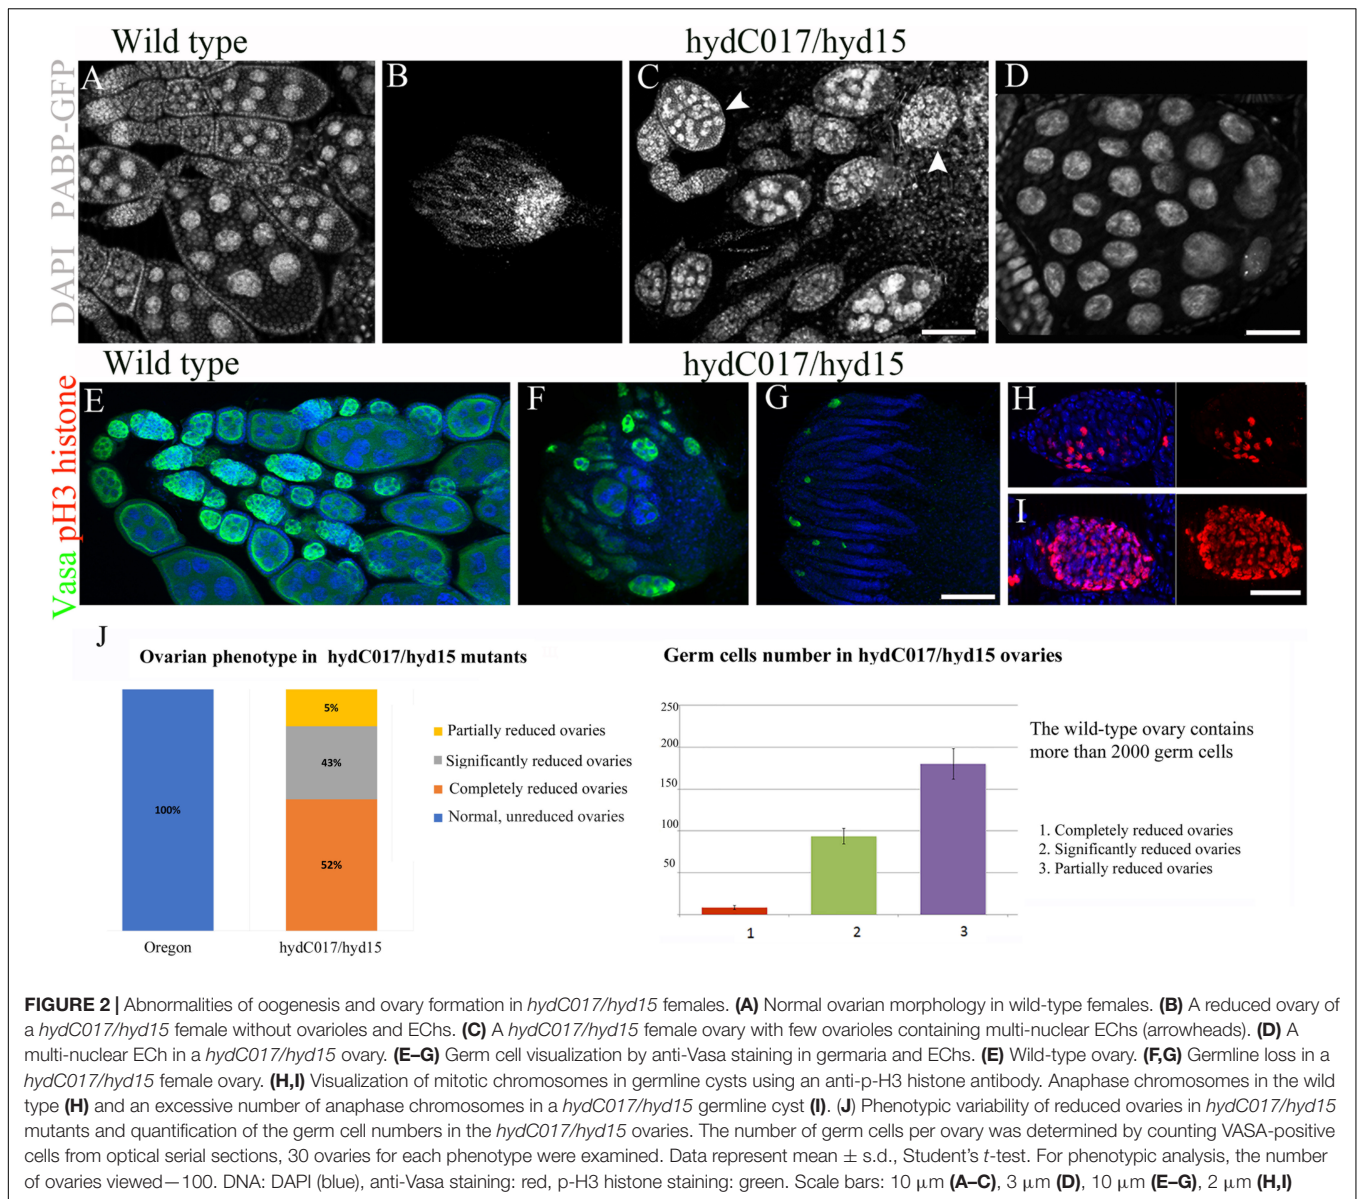 Wild type
hydC017/hyd15
DAPI PABP-GFP
A
B
C
D
Wild type
hydC017/hyd15
Vasa pH3 histone
E
F
G
H
I
J
Ovarian phenotype in hydC017/hyd15 mutants
100%
5%
43%
52%
Oregon
hydC017/hyd15
Partially reduced ovaries
Significantly reduced ovaries
Completely reduced ovaries
Normal, unreduced ovaries
Germ cells number in hydC017/hyd15 ovaries
250
200
150
100
50
1
2
3
The wild-type ovary contains
more than 2000 germ cells
1. Completely reduced ovaries
2. Significantly reduced ovaries
3. Partially reduced ovaries
FIGURE 2 | Abnormalities of oogenesis and ovary formation in hydC017/hyd15 females. (A) Normal ovarian morphology in wild-type females. (B) A reduced ovary of
a hydC017/hyd15 female without ovarioles and EChs. (C) A hydC017/hyd15 female ovary with few ovarioles containing multi-nuclear EChs (arrowheads). (D) A
multi-nuclear ECh in a hydC017/hyd15 ovary. (E–G) Germ cell visualization by anti-Vasa staining in germaria and EChs. (E) Wild-type ovary. (F,G) Germline loss in a
hydC017/hyd15 female ovary. (H,I) Visualization of mitotic chromosomes in germline cysts using an anti-p-H3 histone antibody. Anaphase chromosomes in the wild
type (H) and an excessive number of anaphase chromosomes in a hydC017/hyd15 germline cyst (I). (J) Phenotypic variability of reduced ovaries in hydC017/hyd15
mutants and quantification of the germ cell numbers in the hydC017/hyd15 ovaries. The number of germ cells per ovary was determined by counting VASA-positive
cells from optical serial sections, 30 ovaries for each phenotype were examined. Data represent mean ± s.d., Student's t-test. For phenotypic analysis, the number
of ovaries viewed—100. DNA: DAPI (blue), anti-Vasa staining: red, p-H3 histone staining: green. Scale bars: 10 μm (A–C), 3 μm (D), 10 μm (E–G), 2 μm (H,I)